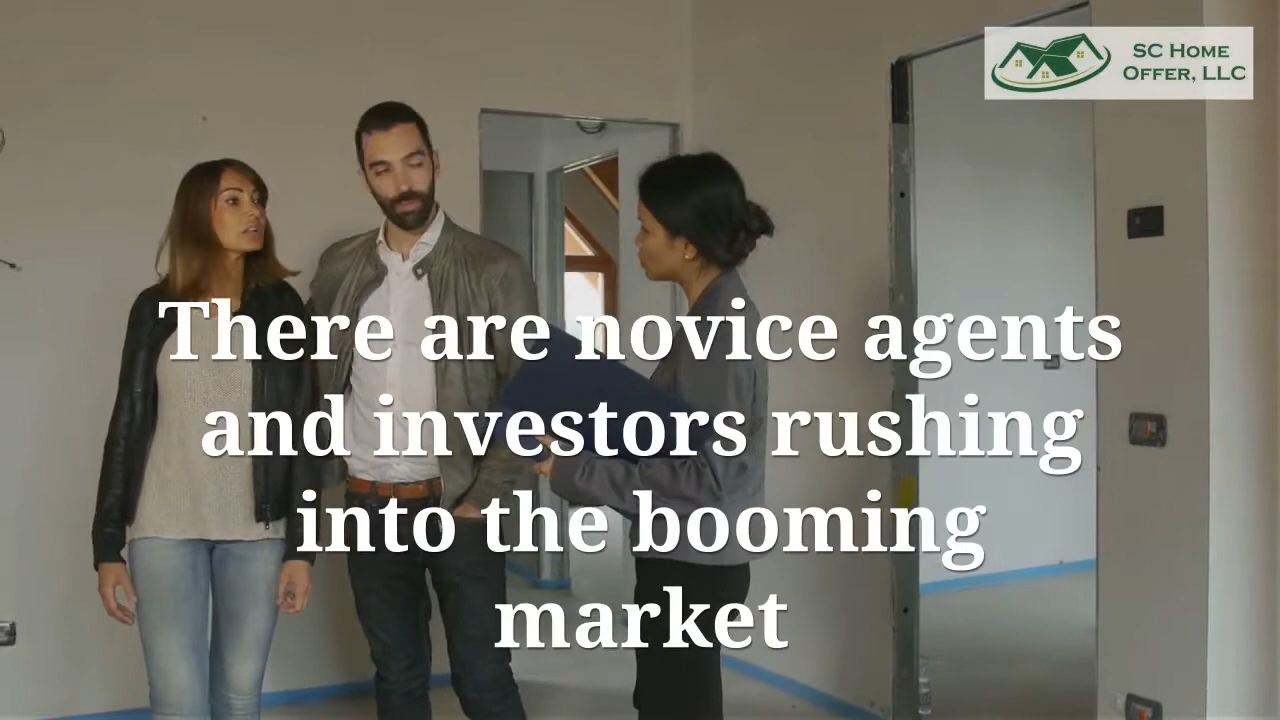 SC Home
Offer, LLC
There are novice agents
and investors rushing
into the booming
market